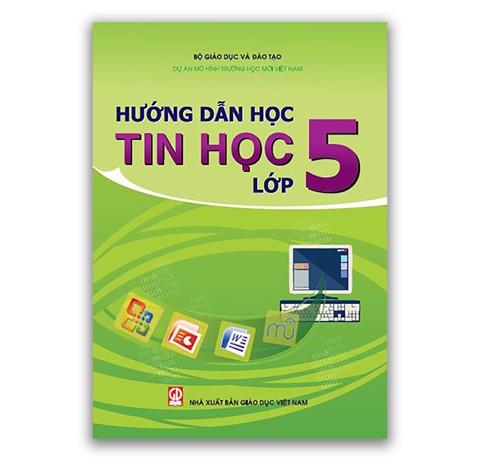 BỘ GIÁO DỤC VÀ ĐÀO TẠO
DỰ ÁN MÔ HÌNH TRƯỜNG HỌC MỚI VIỆT NAM
HƯỚNG DẪN HỌC
TIN HỌC 5
LỚP
W
GD
NHÀ XUẤT BẢN GIÁO DỤC VIỆT NAM